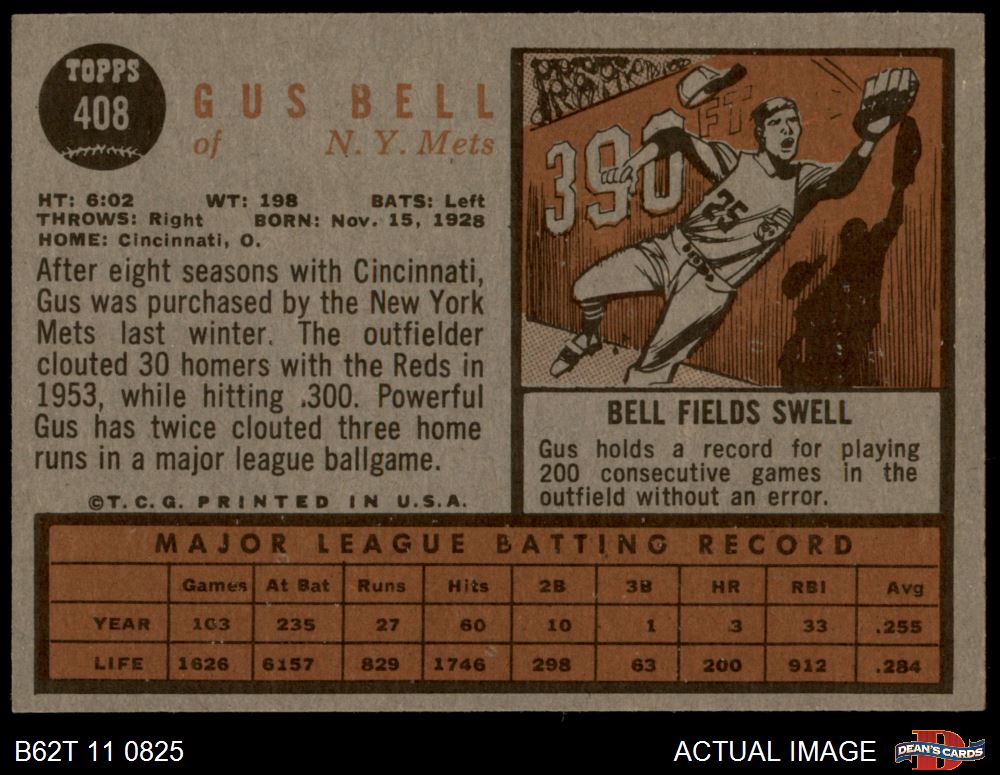 TOPPS
408
GUS BELL
of N. Y. Mets
HT: 6:02 WT: 198 BATS: Left
THROWS: Right BORN: Nov. 15, 1928
HOME: Cincinnati, O.
After eight seasons with Cincinnati,
Gus was purchased by the New York
Mets last winter. The outfielder
clouted 30 homers with the Reds in
1953, while hitting .300. Powerful
Gus has twice clouted three home
runs in a major league ballgame.
©T.C.G. PRINTED IN U.S.A.
390 FT
25
BELL FIELDS SWELL
Gus holds a record for playing
200 consecutive games in the
outfield without an error.
MAJOR LEAGUE BATTING RECORD
Games At Bat Runs Hits 2B 3B HR RBI Avg
YEAR 103 235 27 60 10 1 3 33 .255
LIFE 1626 6157 829 1746 298 63 200 912 .284
B62T 11 0825
ACTUAL IMAGE
D
DEAN'S CARDS